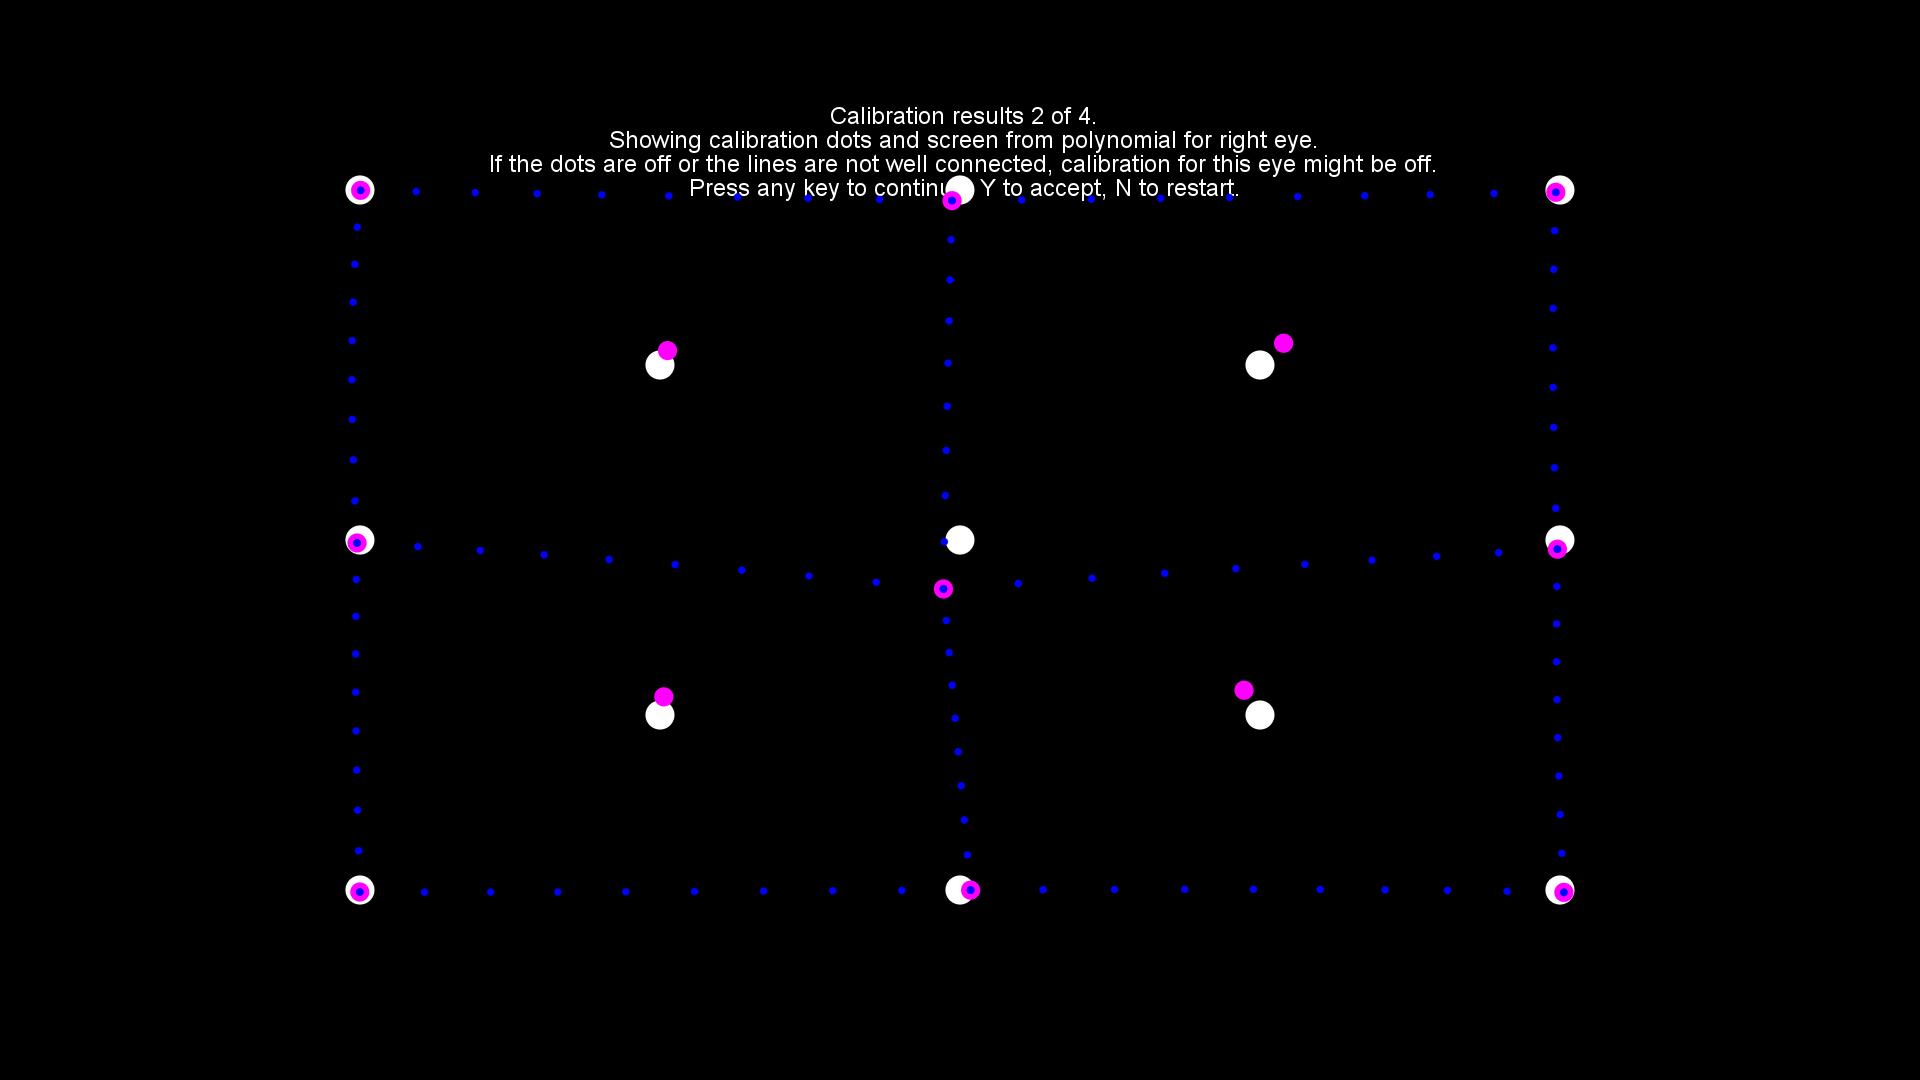 Calibration results 2 of 4.
Showing calibration dots and screen from polynomial for right eye.
If the dots are off or the lines are not well connected, calibration for this eye might be off.
Press any key to continu Y to accept, N to restart.